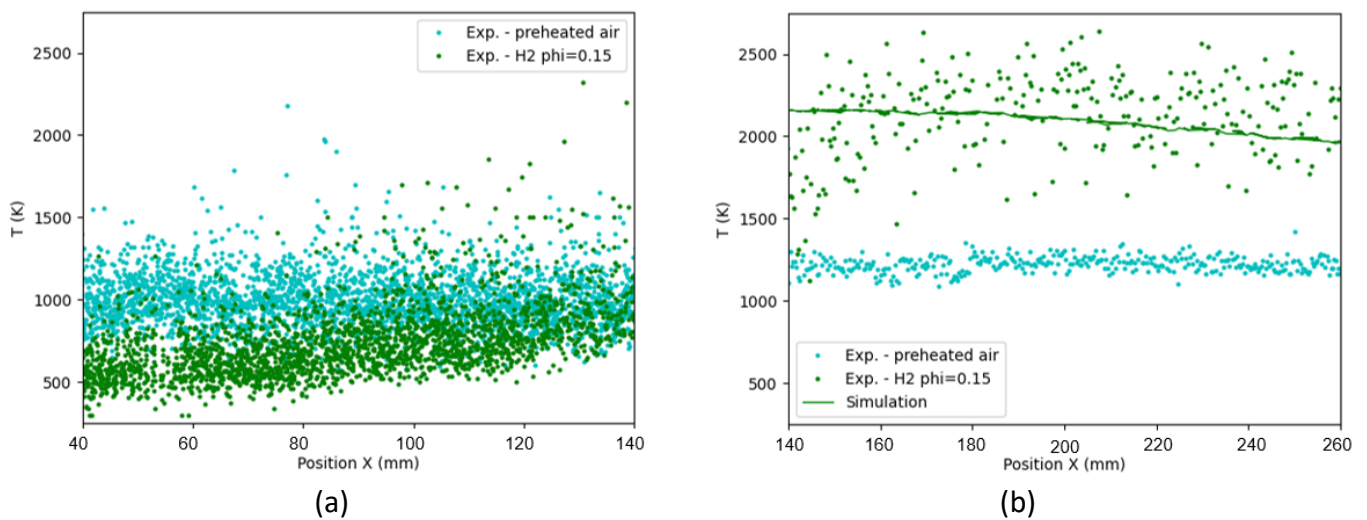 Exp. - preheated air
Exp. - H2 phi=0.15
T (K)
2500
2000
1500
1000
500
40
60
80
100
120
140
Position X (mm)
(a)
T (K)
2500
2000
1500
1000
500
Exp. - preheated air
Exp. - H2 phi=0.15
Simulation
140
160
180
200
220
240
260
Position X (mm)
(b)